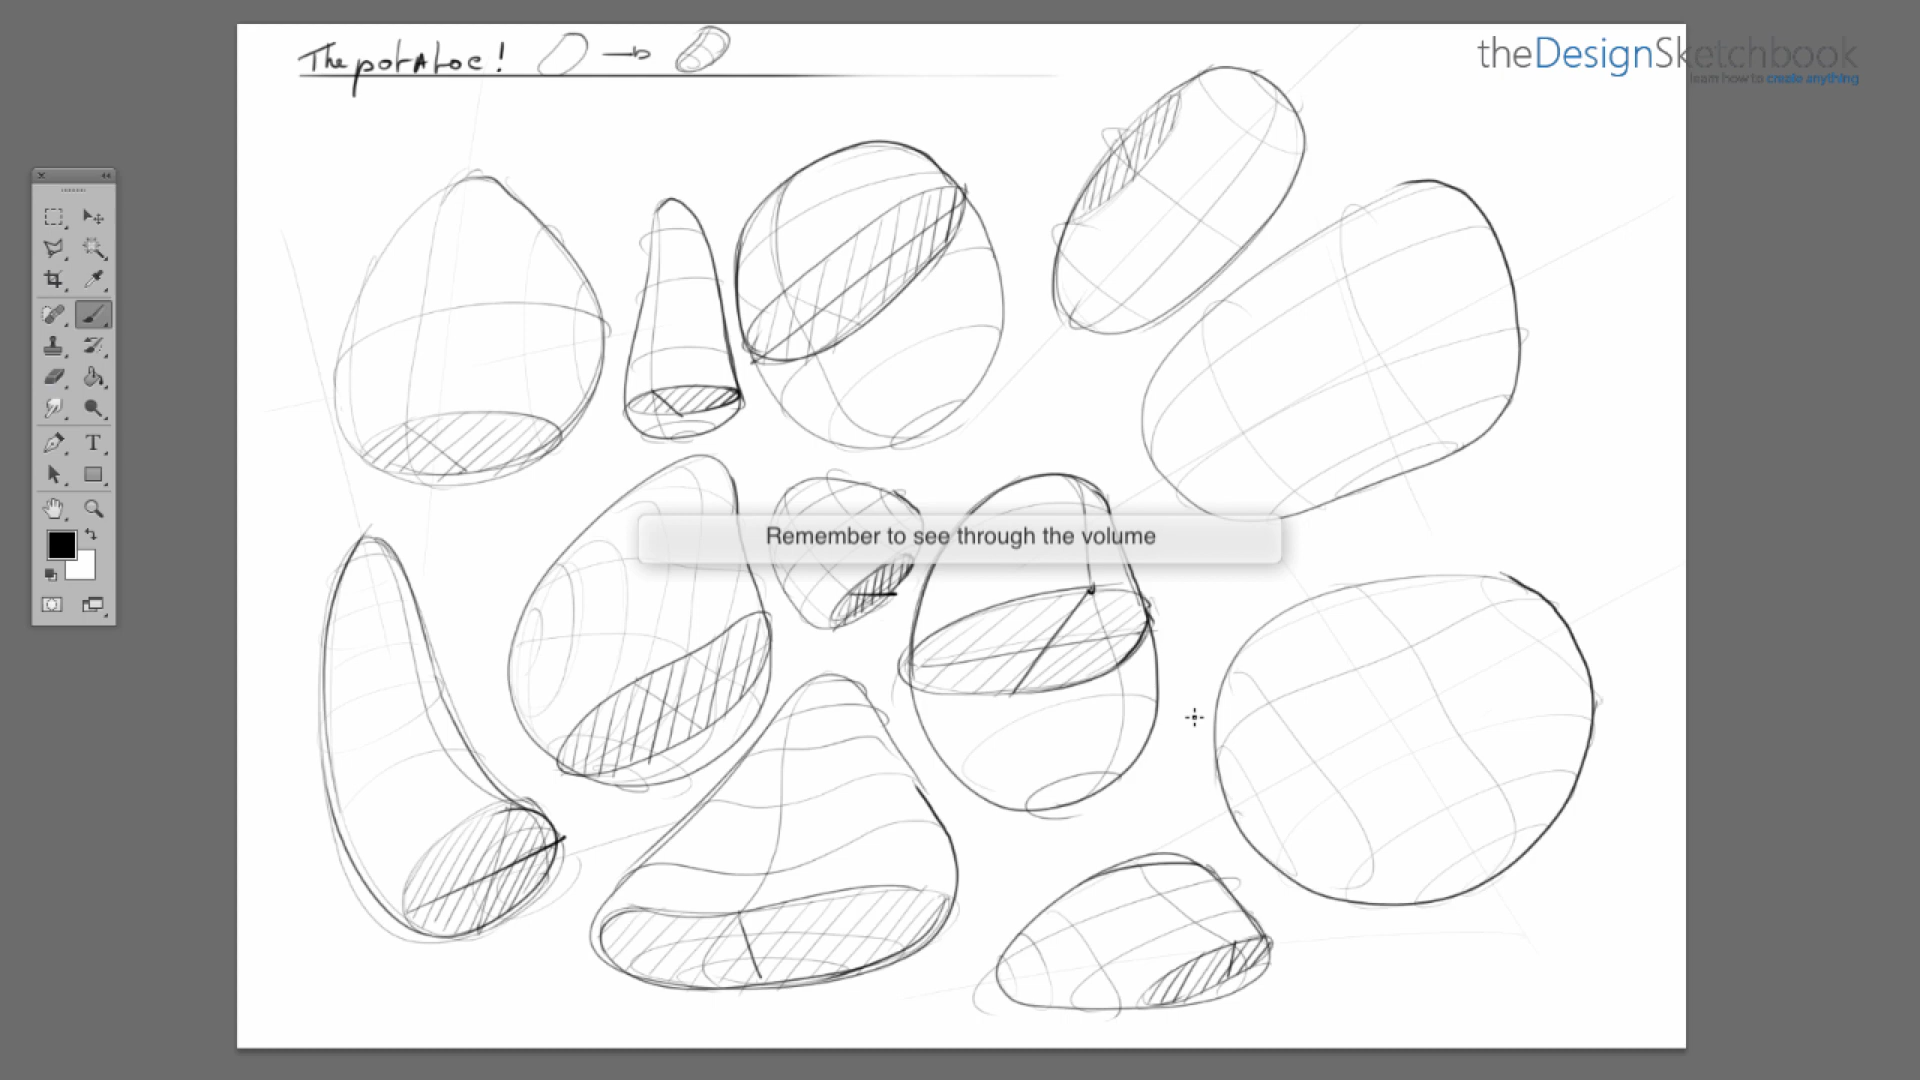 The potAtoe!
theDesignSketchbook
learn how to create anything
T
Remember to see through the volume